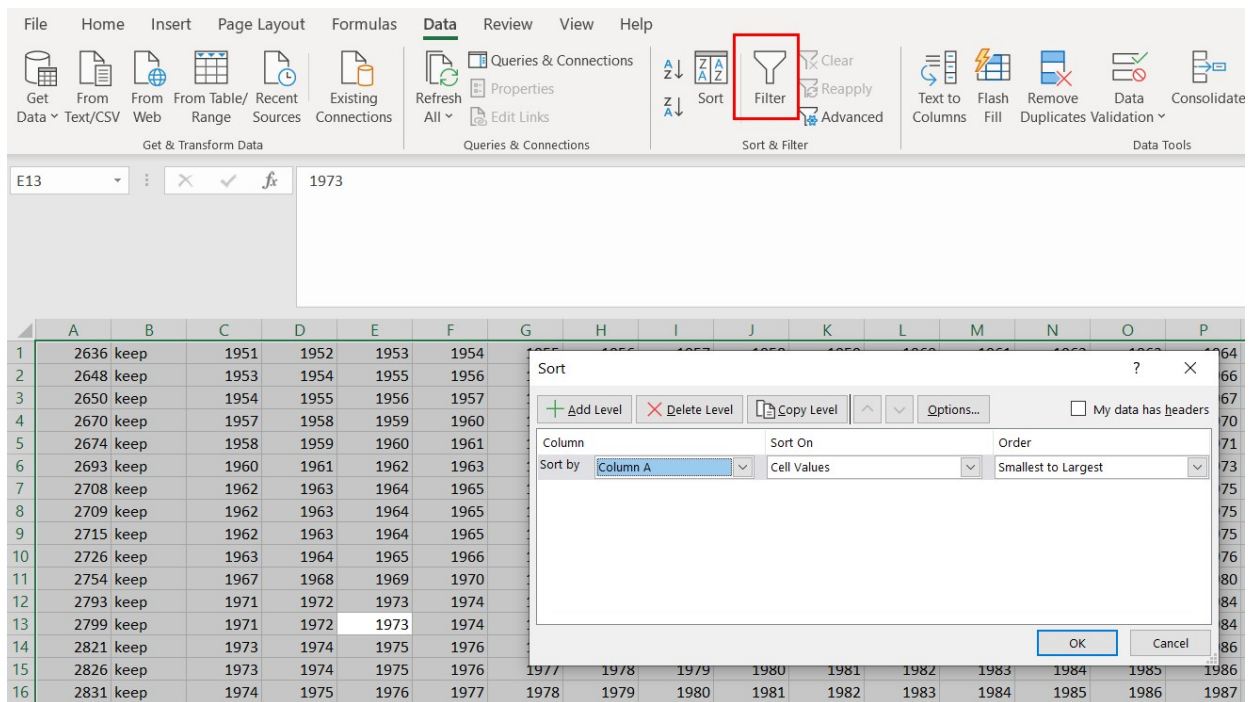 File Home Insert Page Layout Formulas Data Review View Help
Get Data From Text/CSV From Web From Table/ Range Recent Sources Existing Connections Refresh All Queries & Connections Properties Edit Links Sort Filter Clear Reapply Advanced Text to Columns Flash Fill Remove Duplicates Data Validation Consolidate
Get & Transform Data Queries & Connections Sort & Filter Data Tools
E13 fx 1973
A B C D E F G H I J K L M N O P
1 2636 keep 1951 1952 1953 1954
2 2648 keep 1953 1954 1955 1956
3 2650 keep 1954 1955 1956 1957
4 2670 keep 1957 1958 1959 1960
5 2674 keep 1958 1959 1960 1961
6 2693 keep 1960 1961 1962 1963
7 2708 keep 1962 1963 1964 1965
8 2709 keep 1962 1963 1964 1965
9 2715 keep 1962 1963 1964 1965
10 2726 keep 1963 1964 1965 1966
11 2754 keep 1967 1968 1969 1970
12 2793 keep 1971 1972 1973 1974
13 2799 keep 1971 1972 1973 1974
14 2821 keep 1973 1974 1975 1976
15 2826 keep 1973 1974 1975 1976 1977 1978 1979 1980 1981 1982 1983 1984 1985 1986
16 2831 keep 1974 1975 1976 1977 1978 1979 1980 1981 1982 1983 1984 1985 1986 1987
Sort ?
Add Level Delete Level Copy Level Options... My data has headers
Column Sort On Order
Sort by Column A Cell Values Smallest to Largest
OK Cancel